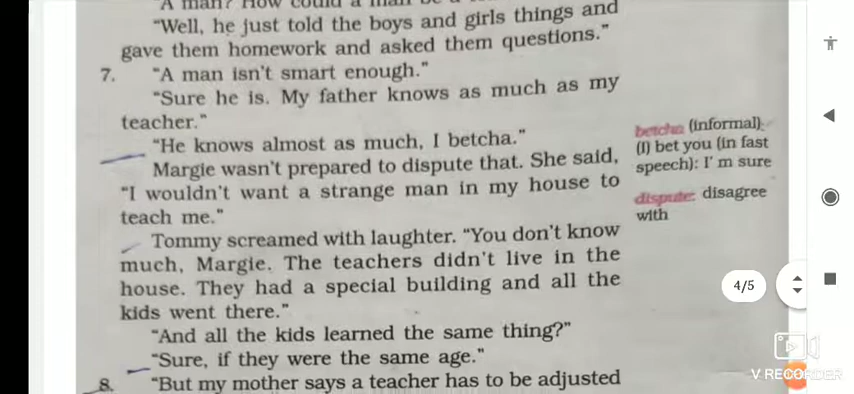 "A man? How could a man be a
"Well, he just told the boys and girls things and
gave them homework and asked them questions."
7. "A man isn't smart enough."
"Sure he is. My father knows as much as my
teacher."
"He knows almost as much, I betcha."
Margie wasn't prepared to dispute that. She said,
"I wouldn't want a strange man in my house to
teach me."
Tommy screamed with laughter. "You don't know
much, Margie. The teachers didn't live in the
house. They had a special building and all the
kids went there."
"And all the kids learned the same thing?"
"Sure, if they were the same age."
8. "But my mother says a teacher has to be adjusted
betcha (informal):
(I) bet you (in fast
speech): I' m sure
dispute: disagree
with
4/5
V RECORDER